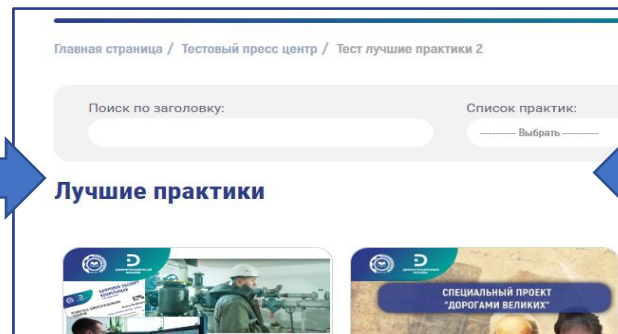 Главная страница / Тестовый пресс центр / Тест лучшие практики 2
Поиск по заголовку:
Список практик:
--------- Выбрать ---------
Лучшие практики
СПЕЦИАЛЬНЫЙ ПРОЕКТ
"ДОРОГАМИ ВЕЛИКИХ"